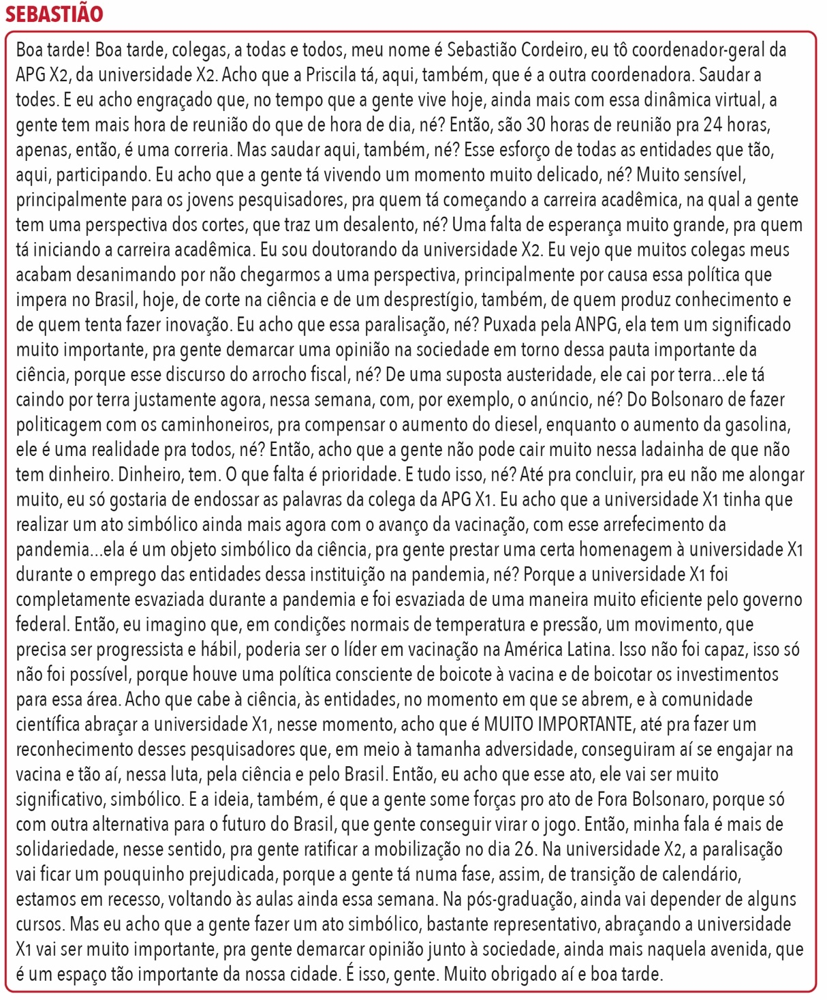 SEBASTIÃO
Boa tarde! Boa tarde, colegas, a todas e todos, meu nome é Sebastião Cordeiro, eu tô coordenador-geral da
APG X2, da universidade X2. Acho que a Priscila tá, aqui, também, que é a outra coordenadora. Saudar a
todes. E eu acho engraçado que, no tempo que a gente vive hoje, ainda mais com essa dinâmica virtual, a
gente tem mais hora de reunião do que de hora de dia, né? Então, são 30 horas de reunião pra 24 horas,
apenas, então, é uma correria. Mas saudar aqui, também, né? Esse esforço de todas as entidades que tão,
aqui, participando. Eu acho que a gente tá vivendo um momento muito delicado, né? Muito sensível,
principalmente para os jovens pesquisadores, pra quem tá começando a carreira acadêmica, na qual a gente
tem uma perspectiva dos cortes, que traz um desalento, né? Uma falta de esperança muito grande, pra quem
tá iniciando a carreira acadêmica. Eu sou doutorando da universidade X2. Eu vejo que muitos colegas meus
acabam desanimando por não chegarmos a uma perspectiva, principalmente por causa essa política que
impera no Brasil, hoje, de corte na ciência e de um desprestígio, também, de quem produz conhecimento e
de quem tenta fazer inovação. Eu acho que essa paralisação, né? Puxada pela ANPG, ela tem um significado
muito importante, pra gente demarcar uma opinião na sociedade em torno dessa pauta importante da
ciência, porque esse discurso do arrocho fiscal, né? De uma suposta austeridade, ele cai por terra...ele tá
caindo por terra justamente agora, nessa semana, com, por exemplo, o anúncio, né? Do Bolsonaro de fazer
politicagem com os caminhoneiros, pra compensar o aumento do diesel, enquanto o aumento da gasolina,
ele é uma realidade pra todos, né? Então, acho que a gente não pode cair muito nessa ladainha de que não
tem dinheiro. Dinheiro, tem. O que falta é prioridade. E tudo isso, né? Até pra concluir, pra eu não me alongar
muito, eu só gostaria de endossar as palavras da colega da APG X1. Eu acho que a universidade X1 tinha que
realizar um ato simbólico ainda mais agora com o avanço da vacinação, com esse arrefecimento da
pandemia...ela é um objeto simbólico da ciência, pra gente prestar uma certa homenagem à universidade X1
durante o emprego das entidades dessa instituição na pandemia, né? Porque a universidade X1 foi
completamente esvaziada durante a pandemia e foi esvaziada de uma maneira muito eficiente pelo governo
federal. Então, eu imagino que, em condições normais de temperatura e pressão, um movimento, que
precisa ser progressista e hábil, poderia ser o líder em vacinação na América Latina. Isso não foi capaz, isso só
não foi possível, porque houve uma política consciente de boicote à vacina e de boicotar os investimentos
para essa área. Acho que cabe à ciência, às entidades, no momento em que se abrem, e à comunidade
científica abraçar a universidade X1, nesse momento, acho que é MUITO IMPORTANTE, até pra fazer um
reconhecimento desses pesquisadores que, em meio à tamanha adversidade, conseguiram aí se engajar na
vacina e tão aí, nessa luta, pela ciência e pelo Brasil. Então, eu acho que esse ato, ele vai ser muito
significativo, simbólico. E a ideia, também, é que a gente some forças pro ato de Fora Bolsonaro, porque só
com outra alternativa para o futuro do Brasil, que gente conseguir virar o jogo. Então, minha fala é mais de
solidariedade, nesse sentido, pra gente ratificar a mobilização no dia 26. Na universidade X2, a paralisação
vai ficar um pouquinho prejudicada, porque a gente tá numa fase, assim, de transição de calendário,
estamos em recesso, voltando às aulas ainda essa semana. Na pós-graduação, ainda vai depender de alguns
cursos. Mas eu acho que a gente fazer um ato simbólico, bastante representativo, abraçando a universidade
X1 vai ser muito importante, pra gente demarcar opinião junto à sociedade, ainda mais naquela avenida, que
é um espaço tão importante da nossa cidade. É isso, gente. Muito obrigado aí e boa tarde.